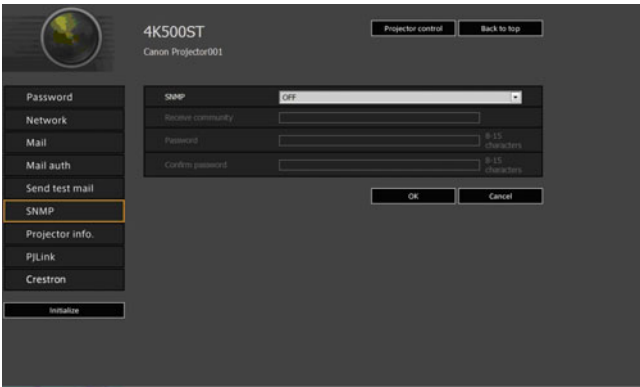 4K500ST
Projector control
Back to top
Canon Projector001
Password
Network
Mail
Mail auth
Send test mail
SNMP
Projector info.
PJLink
Crestron
Initialize
SNMP
OFF
Receive community
Password
8-15 characters
Confirm password
8-15 characters
OK
Cancel